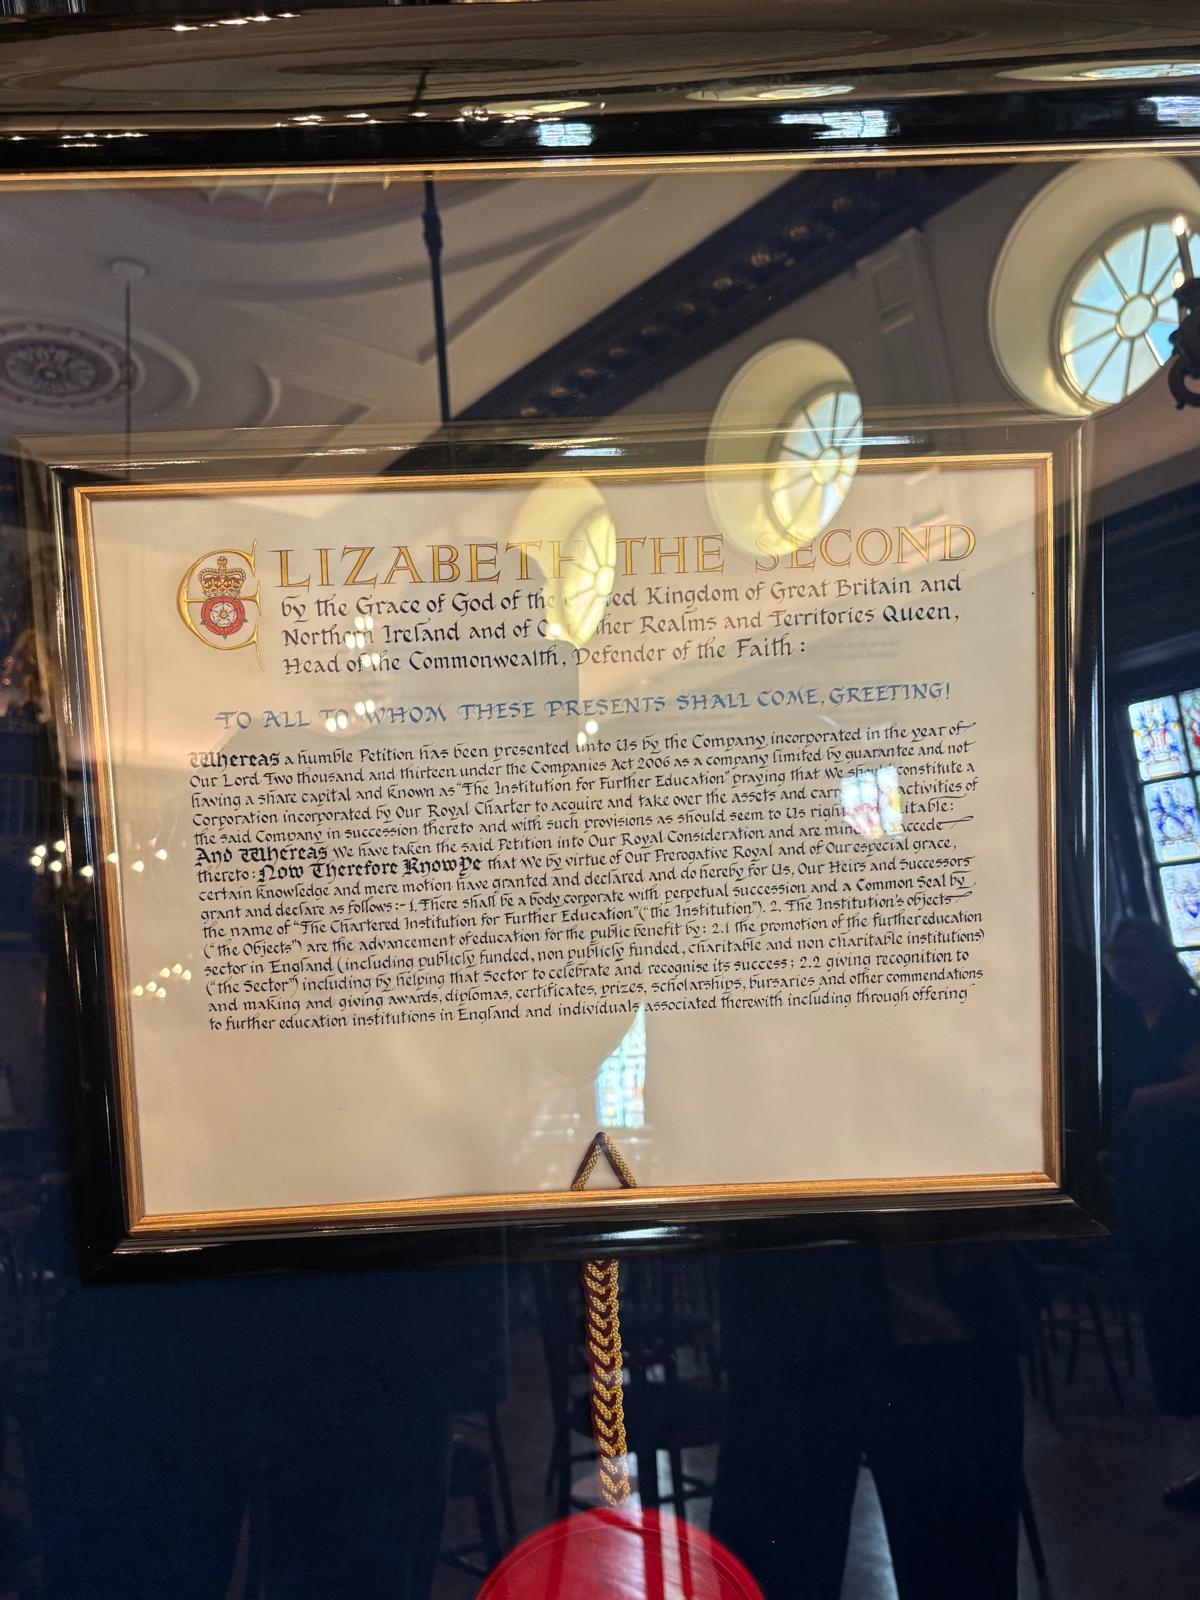 ELIZABETH THE SECOND
by the Grace of God of the Kingdom of Great Britain and
Northern Ireland and of Realms and Territories Queen,
Head of the Commonwealth, Defender of the Faith :
TO ALL TO WHOM THESE PRESENTS SHALL COME, GREETING!
Whereas a humble Petition has been presented unto Us by the Company incorporated in the year of
Our Lord Two thousand and thirteen under the Companies Act 2006 as a company limited by guarantee and not
having a share capital and known as "The Institution for Further Education" praying that We should constitute a
Corporation incorporated by Our Royal Charter to acquire and take over the assets and activities of
the said Company in succession thereto and with such provisions as should seem to Us right
And Whereas We have taken the said Petition into Our Royal Consideration and are accede
thereto: Now Therefore Know Ye that We by virtue of Our Prerogative Royal and of Our especial grace,
certain knowledge and mere motion have granted and declared and do hereby for Us, Our Heirs and Successors
grant and declare as follows:- 1. There shall be a body corporate with perpetual succession and a Common Seal by
the name of "The Chartered Institution for Further Education" ("the Institution"). 2. The Institution's objects
("the Objects") are the advancement of education for the public benefit by: 2.1 the promotion of the further education
sector in England (including publicly funded, non publicly funded, charitable and non charitable institutions)
("the Sector") including by helping that Sector to celebrate and recognise its success; 2.2 giving recognition to
and making and giving awards, diplomas, certificates, prizes, scholarships, bursaries and other commendations
to further education institutions in England and individuals associated therewith including through offering